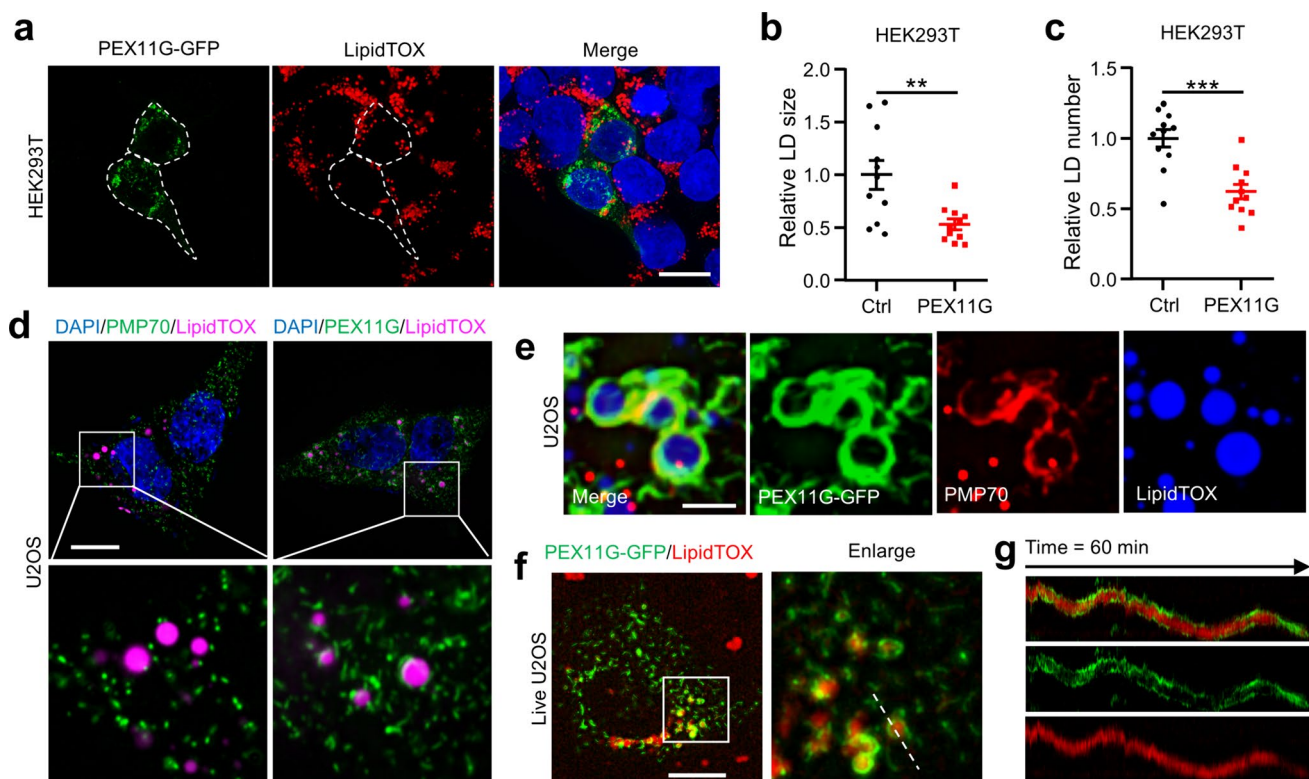 a
PEX11G-GFP
LipidTOX
Merge
HEK293T
b
HEK293T
**
Relative LD size
2.0
1.5
1.0
0.5
0.0
Ctrl
PEX11G
c
HEK293T
***
Relative LD number
1.5
1.0
0.5
0.0
Ctrl
PEX11G
d
DAPI/PMP70/LipidTOX
DAPI/PEX11G/LipidTOX
U2OS
e
U2OS
Merge
PEX11G-GFP
PMP70
LipidTOX
f
PEX11G-GFP/LipidTOX
Enlarge
Live U2OS
g
Time = 60 min